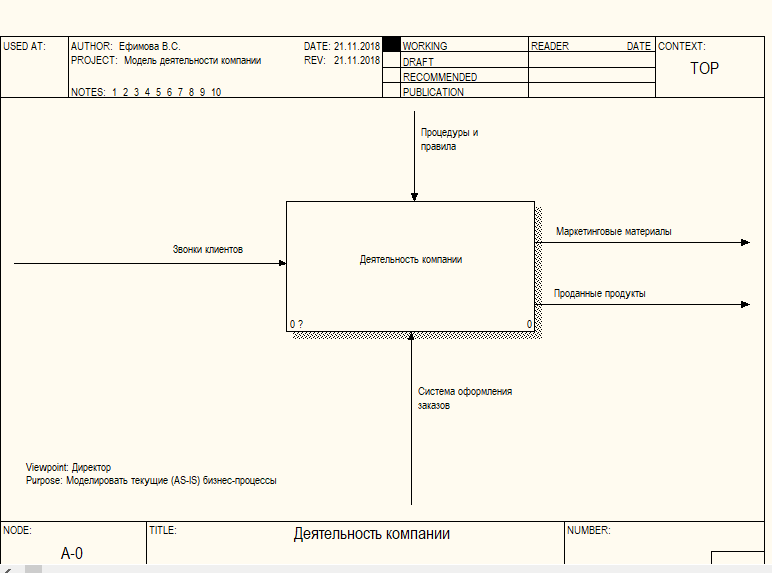 USED AT:
AUTHOR: Ефимова В.С.
DATE: 21.11.2018
WORKING
READER
DATE
CONTEXT:
PROJECT: Модель деятельности компании
REV: 21.11.2018
DRAFT
TOP
RECOMMENDED
NOTES: 1 2 3 4 5 6 7 8 9 10
PUBLICATION
Процедуры и
правила
Звонки клиентов
Деятельность компании
Маркетинговые материалы
Проданные продукты
0 ?
0
Система оформления
заказов
Viewpoint: Директор
Purpose: Моделировать текущие (AS-IS) бизнес-процессы
NODE:
A-0
TITLE:
Деятельность компании
NUMBER: